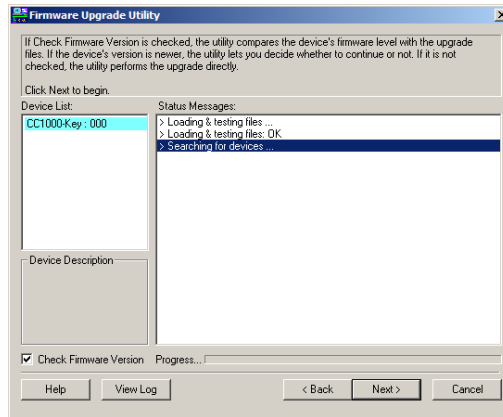 Firmware Upgrade Utility
If Check Firmware Version is checked, the utility compares the device's firmware level with the upgrade
files. If the device's version is newer, the utility lets you decide whether to continue or not. If it is not
checked, the utility performs the upgrade directly.
Click Next to begin.
Device List:
Status Messages:
CC1000-Key : 000
> Loading & testing files ...
> Loading & testing files: OK
> Searching for devices ...
Device Description
Check Firmware Version
Progress...
Help
View Log
< Back
Next >
Cancel